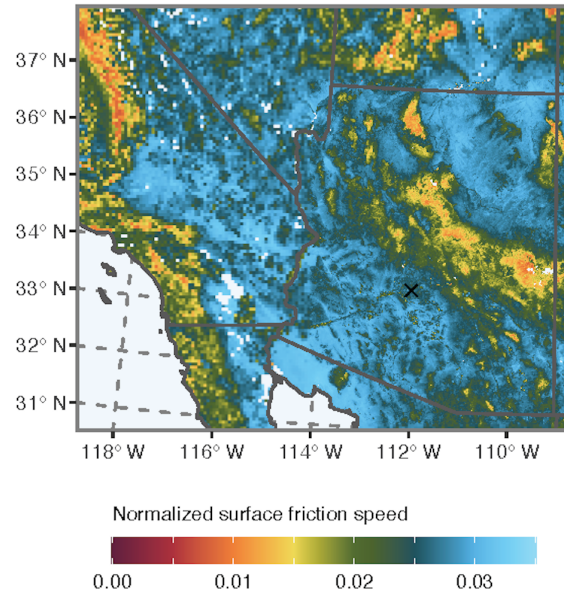 37° N
36° N
35° N
34° N
33° N
32° N
31° N
118° W 116° W 114° W 112° W 110° W
Normalized surface friction speed
0.00 0.01 0.02 0.03